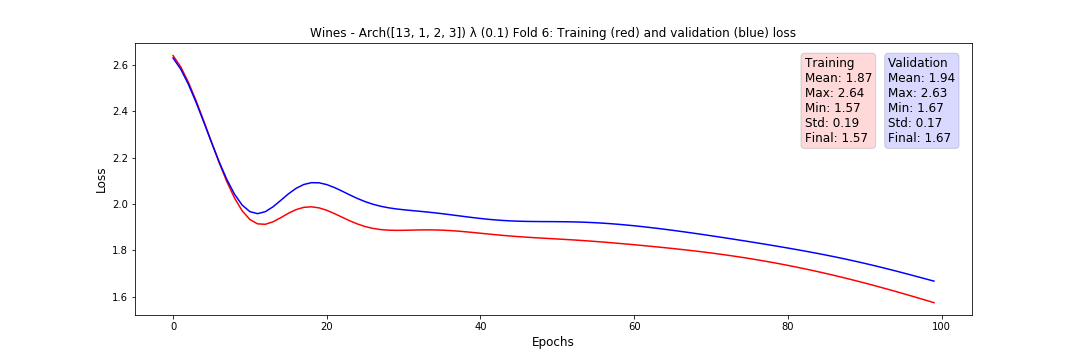 Wines - Arch([13, 1, 2, 3]) λ (0.1) Fold 6: Training (red) and validation (blue) loss
Training
Mean: 1.87
Max: 2.64
Min: 1.57
Std: 0.19
Final: 1.57
Validation
Mean: 1.94
Max: 2.63
Min: 1.67
Std: 0.17
Final: 1.67
Loss
2.6
2.4
2.2
2.0
1.8
1.6
0 20 40 60 80 100
Epochs